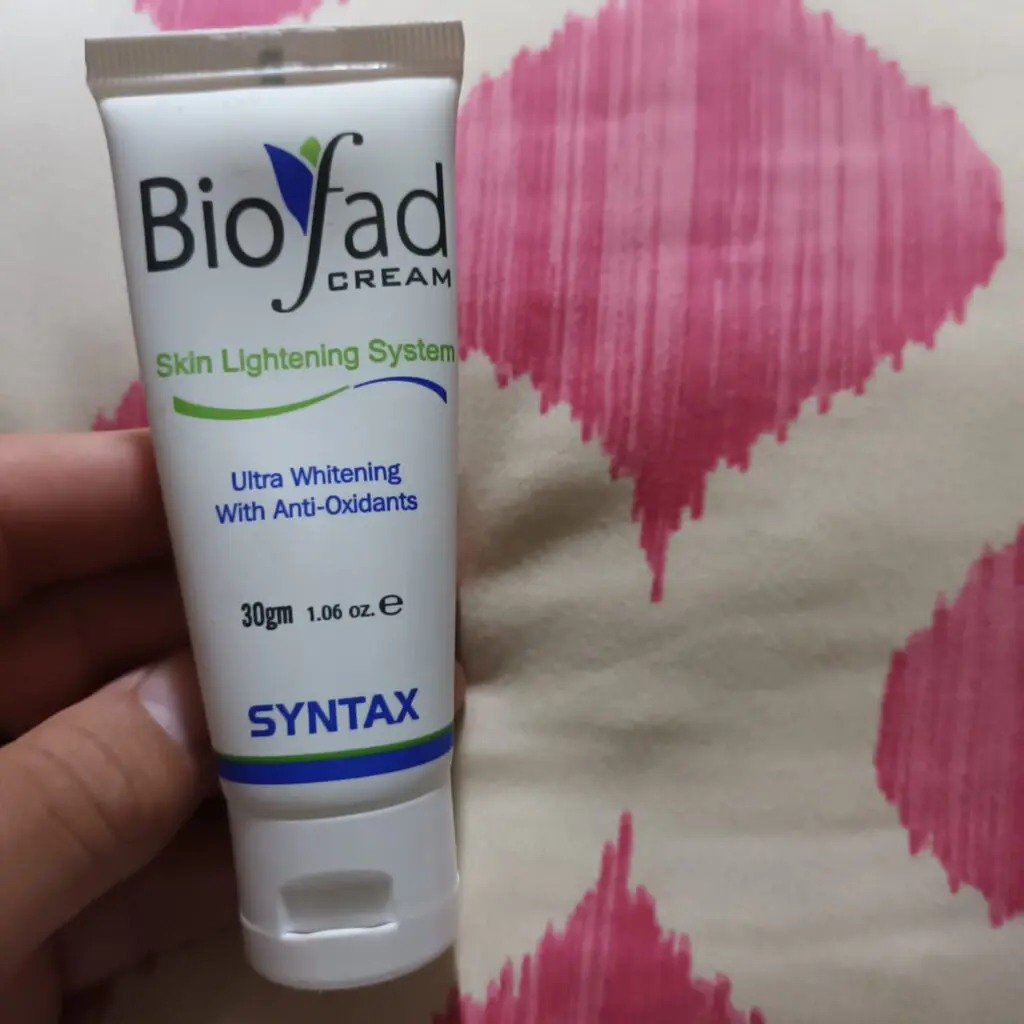 Biofad
CREAM
Skin Lightening System
Ultra Whitening
With Anti-Oxidants
30gm 1.06 oz. e
SYNTAX